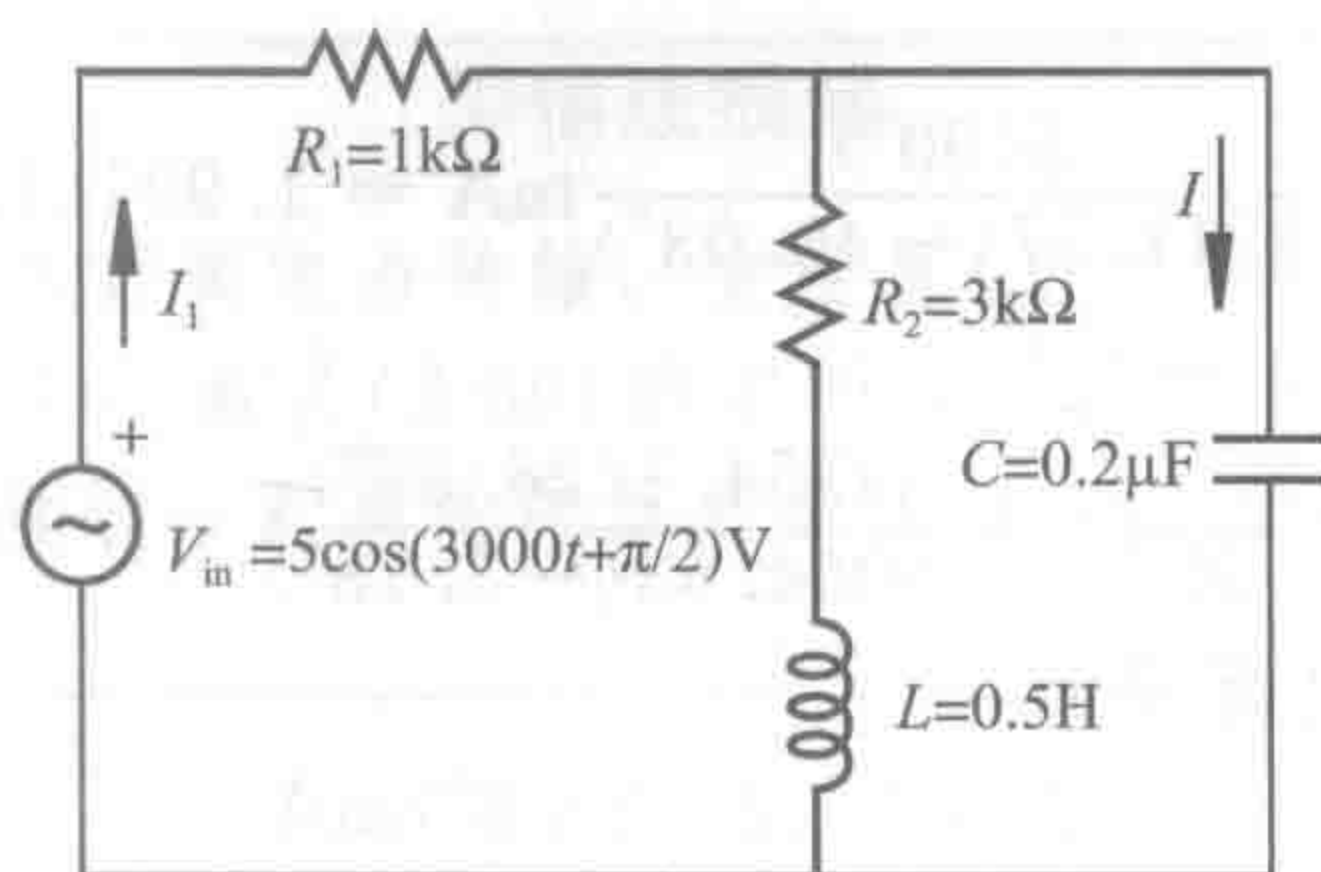 R₁=1kΩ
I
I₁
R₂=3kΩ
+
C=0.2μF
~
V_in =5cos(3000t+π/2)V
L=0.5H